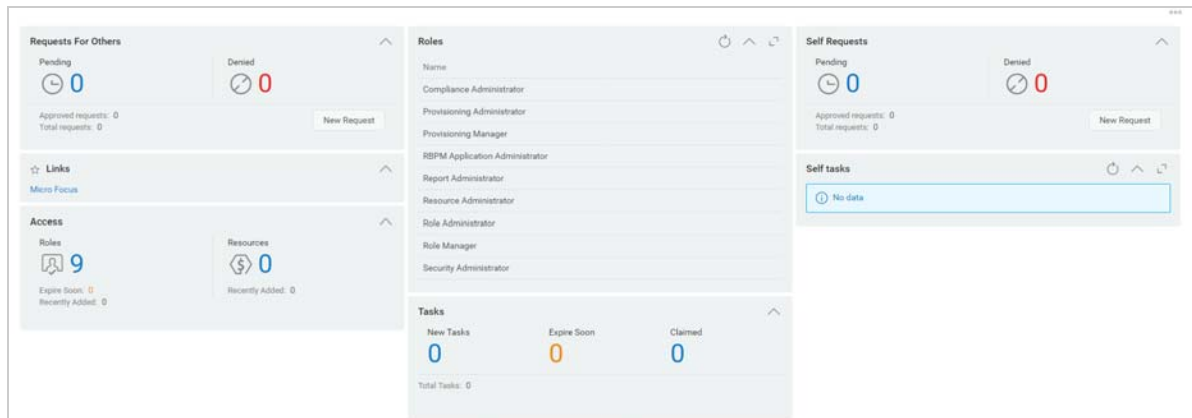 Requests For Others
Pending
0
Denied
0
Approved requests: 0
Total requests: 0
New Request
Links
Micro Focus
Access
Roles
9
Expire Soon: 0
Recently Added: 0
Resources
0
Recently Added: 0
Roles
Name
Compliance Administrator
Provisioning Administrator
Provisioning Manager
RBPM Application Administrator
Report Administrator
Resource Administrator
Role Administrator
Role Manager
Security Administrator
Tasks
New Tasks
0
Expire Soon
0
Claimed
0
Total Tasks: 0
Self Requests
Pending
0
Denied
0
Approved requests: 0
Total requests: 0
New Request
Self tasks
No data